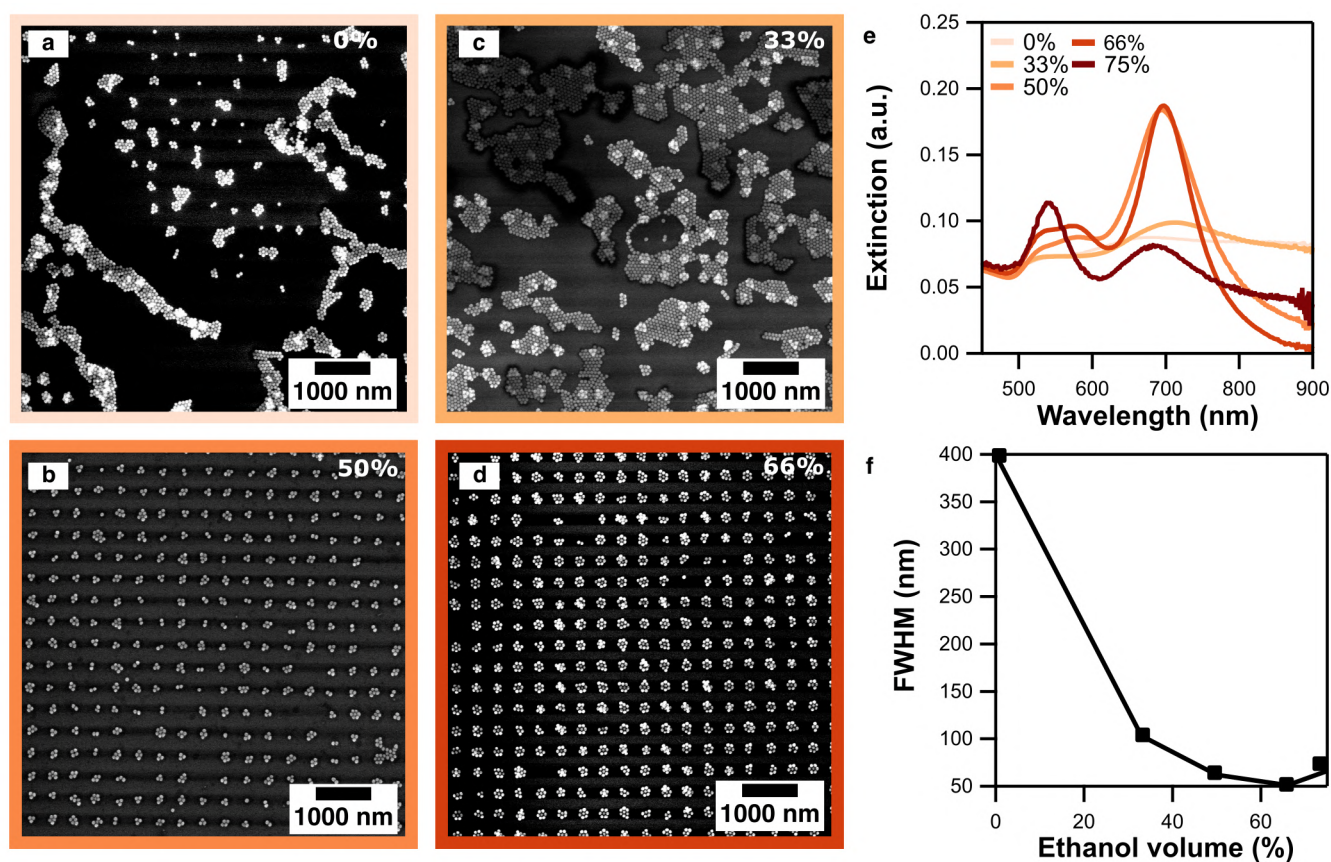 a
0%
1000 nm
c
33%
1000 nm
b
50%
1000 nm
d
66%
1000 nm
e
0.25
0.20
0.15
0.10
0.05
0.00
Extinction (a.u.)
0% 66%
33% 75%
50%
500 600 700 800 900
Wavelength (nm)
f
400
350
300
250
200
150
100
50
FWHM (nm)
0 20 40 60
Ethanol volume (%)